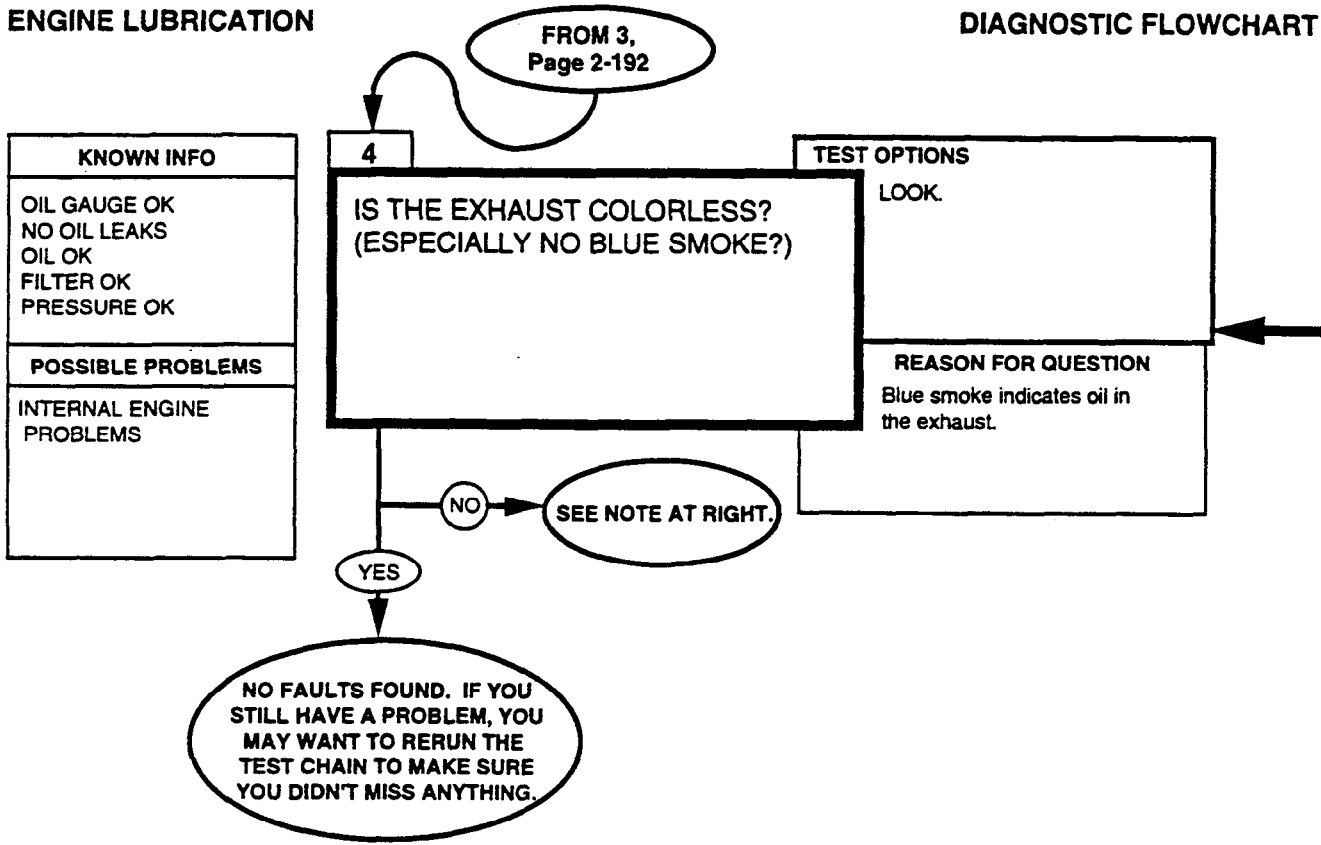 ENGINE LUBRICATION
DIAGNOSTIC FLOWCHART
FROM 3,
Page 2-192
KNOWN INFO
OIL GAUGE OK
NO OIL LEAKS
OIL OK
FILTER OK
PRESSURE OK
POSSIBLE PROBLEMS
INTERNAL ENGINE
PROBLEMS
4
IS THE EXHAUST COLORLESS?
(ESPECIALLY NO BLUE SMOKE?)
TEST OPTIONS
LOOK.
REASON FOR QUESTION
Blue smoke indicates oil in
the exhaust.
NO
SEE NOTE AT RIGHT.
YES
NO FAULTS FOUND. IF YOU
STILL HAVE A PROBLEM, YOU
MAY WANT TO RERUN THE
TEST CHAIN TO MAKE SURE
YOU DIDN'T MISS ANYTHING.